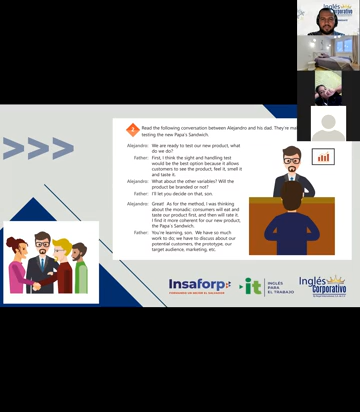 Inglés
Corporativo
Read the following conversation between Alejandro and his dad. They're
testing the new Papa's Sandwich.
Alejandro: We are ready to test our new product, what
do we do?
Father: First, I think the sight and handling test
would be the best option because it allows
customers to see the product, feel it, smell it
and taste it.
Alejandro: What about the other variables? Will the
product be branded or not?
Father: I'll let you decide on that, son.
Alejandro: Great! As for the method, I was thinking
about the monadic: consumers will eat and
taste our product first, and then will rate it.
I find it more coherent for our new product,
the Papa's Sandwich.
Father: You're learning, son. We have so much
work to do; we have to discuss about our
potential customers, the prototype, our
target audience, marketing, etc.
Insaforp
it
INGLÉS
PARA
EL TRABAJO
Inglés
Corporativo